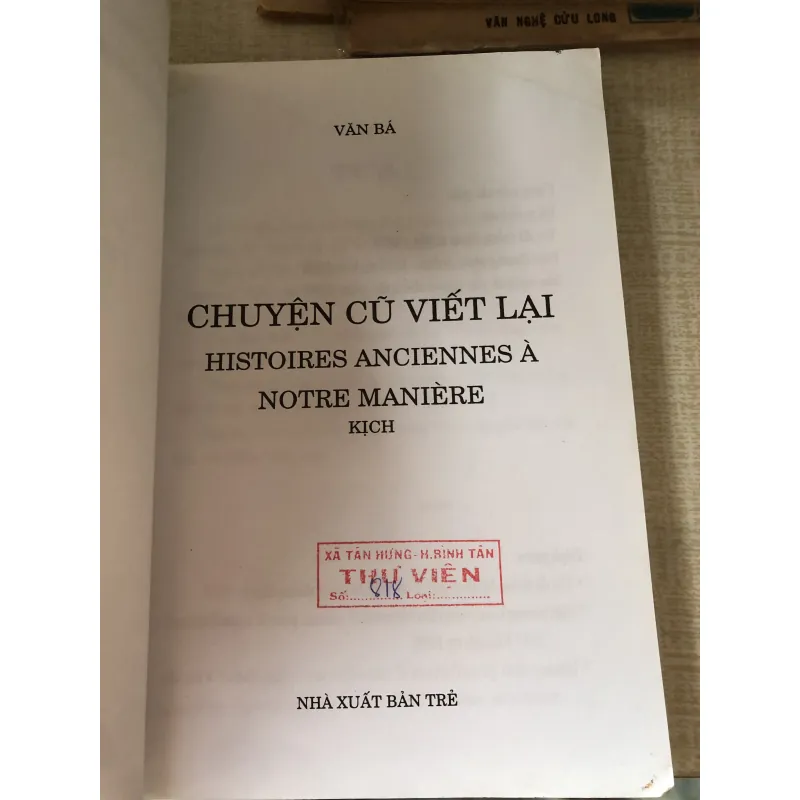 VĂN NGHỆ CỬU LONG
VĂN BÁ
CHUYỆN CŨ VIẾT LẠI
HISTOIRES ANCIENNES À
NOTRE MANIÈRE
KỊCH
XÃ TÂN HƯNG - H.BÌNH TÂN
THƯ VIỆN
Số:..........818 Loại:..............
NHÀ XUẤT BẢN TRẺ